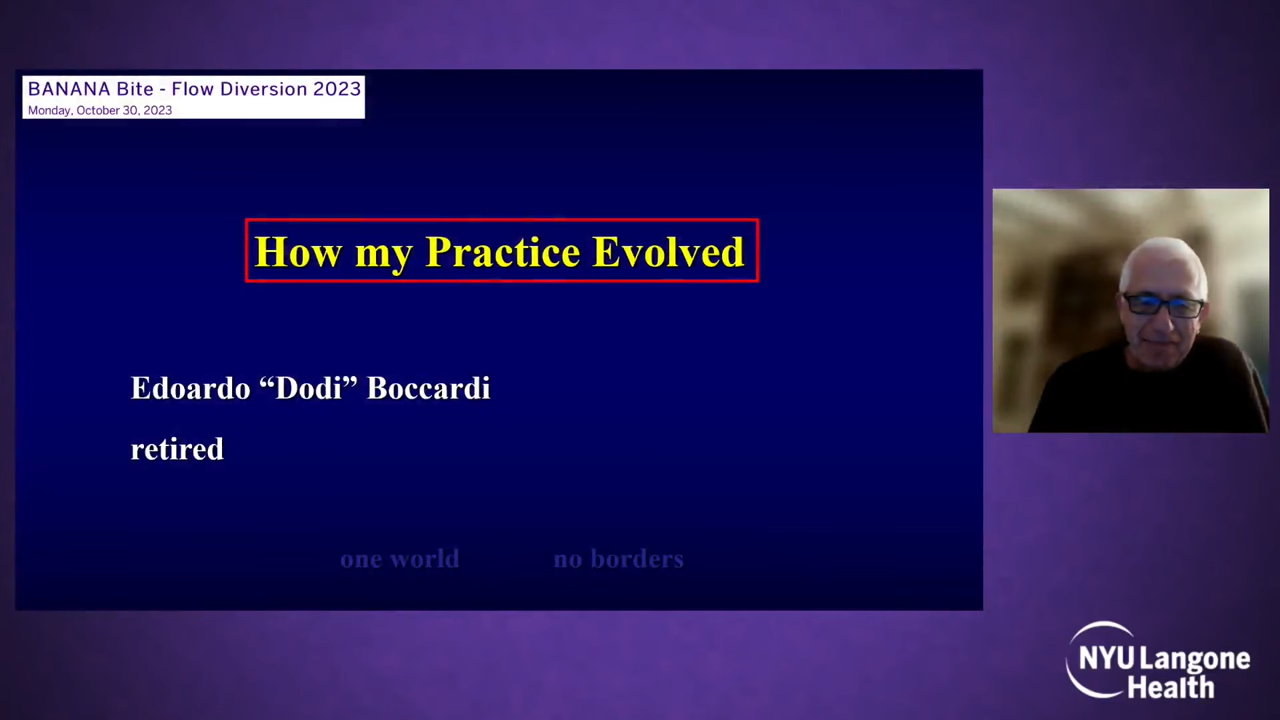 BANANA Bite - Flow Diversion 2023
Monday, October 30, 2023
How my Practice Evolved
Edoardo “Dodi” Boccardi
retired
one world no borders
NYU Langone
Health